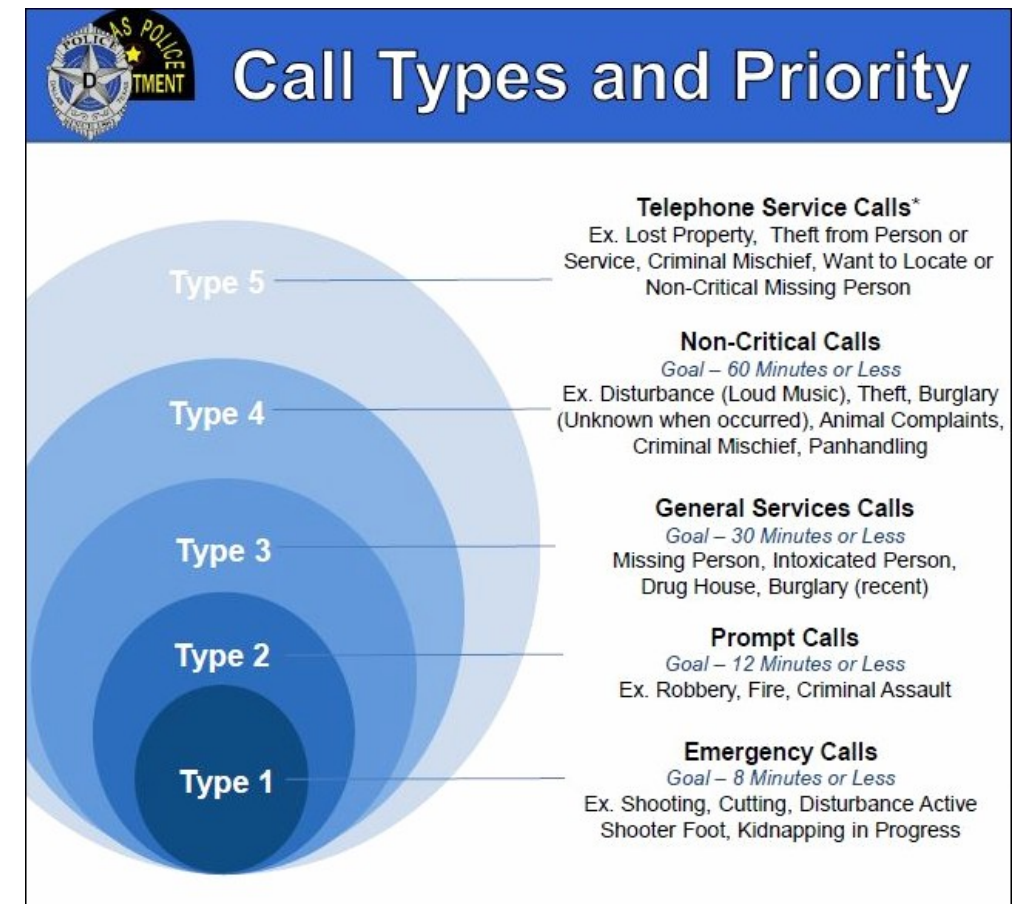 AS POLICE
POLICE
TMENT
D
Call Types and Priority
Telephone Service Calls*
Ex. Lost Property, Theft from Person or
Service, Criminal Mischief, Want to Locate or
Non-Critical Missing Person
Type 5
Non-Critical Calls
Goal – 60 Minutes or Less
Ex. Disturbance (Loud Music), Theft, Burglary
(Unknown when occurred), Animal Complaints,
Criminal Mischief, Panhandling
Type 4
General Services Calls
Goal – 30 Minutes or Less
Missing Person, Intoxicated Person,
Drug House, Burglary (recent)
Type 3
Prompt Calls
Goal – 12 Minutes or Less
Ex. Robbery, Fire, Criminal Assault
Type 2
Emergency Calls
Goal – 8 Minutes or Less
Ex. Shooting, Cutting, Disturbance Active
Shooter Foot, Kidnapping in Progress
Type 1